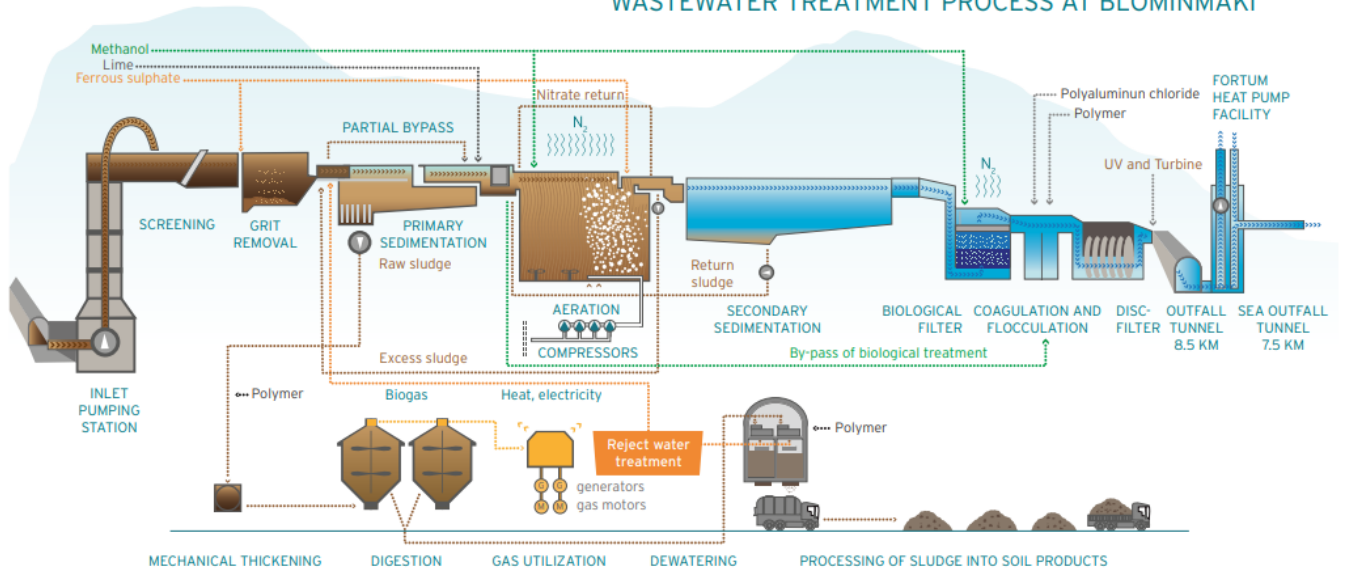 WASTEWATER TREATMENT PROCESS AT BLOMINMÄKI
Methanol
Lime
Ferrous sulphate
Nitrate return
N2
PARTIAL BYPASS
Polyaluminun chloride
Polymer
FORTUM
HEAT PUMP
FACILITY
UV and Turbine
N2
SCREENING
GRIT
REMOVAL
PRIMARY
SEDIMENTATION
Raw sludge
Return
sludge
AERATION
COMPRESSORS
SECONDARY
SEDIMENTATION
BIOLOGICAL
FILTER
COAGULATION AND
FLOCCULATION
DISC-
FILTER
OUTFALL
TUNNEL
8.5 KM
SEA OUTFALL
TUNNEL
7.5 KM
By-pass of biological treatment
Excess sludge
INLET
PUMPING
STATION
Polymer
Biogas
Heat, electricity
Reject water
treatment
Polymer
G G generators
M M gas motors
MECHANICAL THICKENING
DIGESTION
GAS UTILIZATION
DEWATERING
PROCESSING OF SLUDGE INTO SOIL PRODUCTS